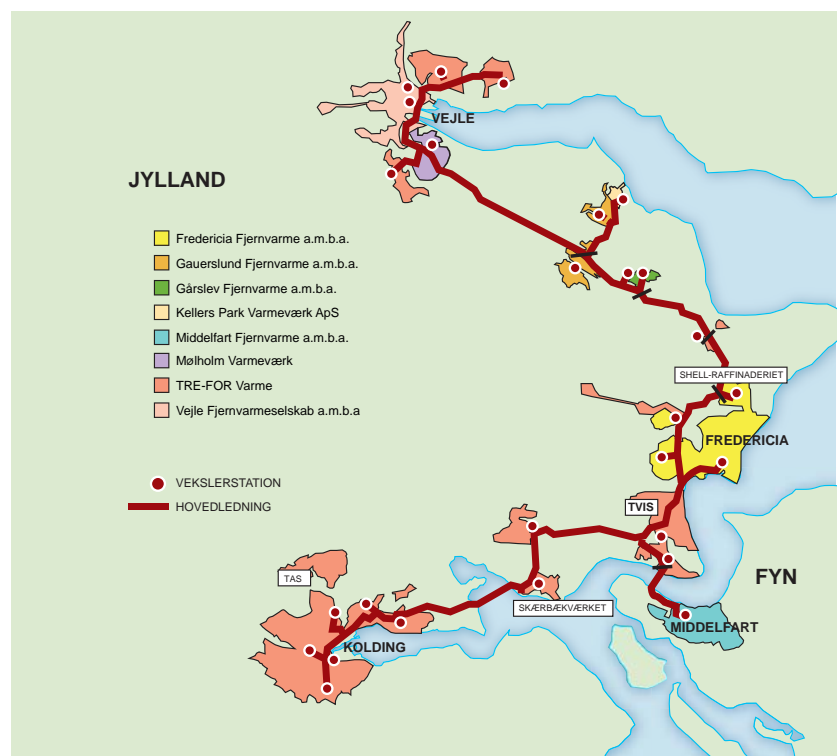 VEJLE
JYLLAND
Fredericia Fjernvarme a.m.b.a.
Gauerslund Fjernvarme a.m.b.a.
Gårslev Fjernvarme a.m.b.a.
Kellers Park Varmeværk ApS
Middelfart Fjernvarme a.m.b.a.
Mølholm Varmeværk
TRE-FOR Varme
Vejle Fjernvarmeselskab a.m.b.a
SHELL-RAFFINADERIET
FREDERICIA
VEKSLERSTATION
HOVEDLEDNING
TVIS
TAS
FYN
SKÆRBÆKVÆRKET
MIDDELFART
KOLDING